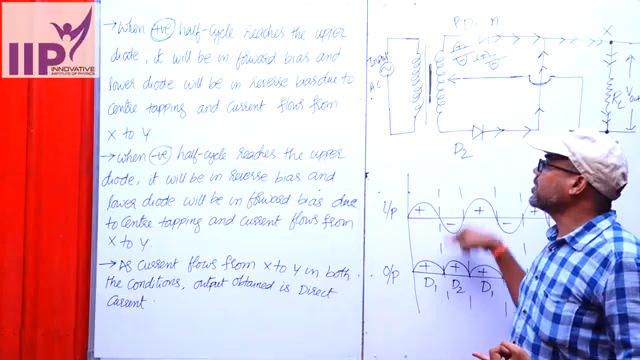 IIP
INNOVATIVE
INSTITUTE OF PHYSICS
→ When +ve half-cycle reaches the upper
diode, it will be in forward bias and
lower diode will be in reverse bias due to
Centre tapping and Current flows from
X to Y
→ When -ve half-cycle reaches the upper
diode, it will be in reverse bias and
lower diode will be in forward bias due
to Centre tapping and current flows from
X to Y.
→ As current flows from X to Y in both
the conditions, output obtained is Direct
Current.
P D1 n
X
Input
AC
RL
Vout
D2
i/p
+ - + - +
o/p
+ + +
D1 D2 D1